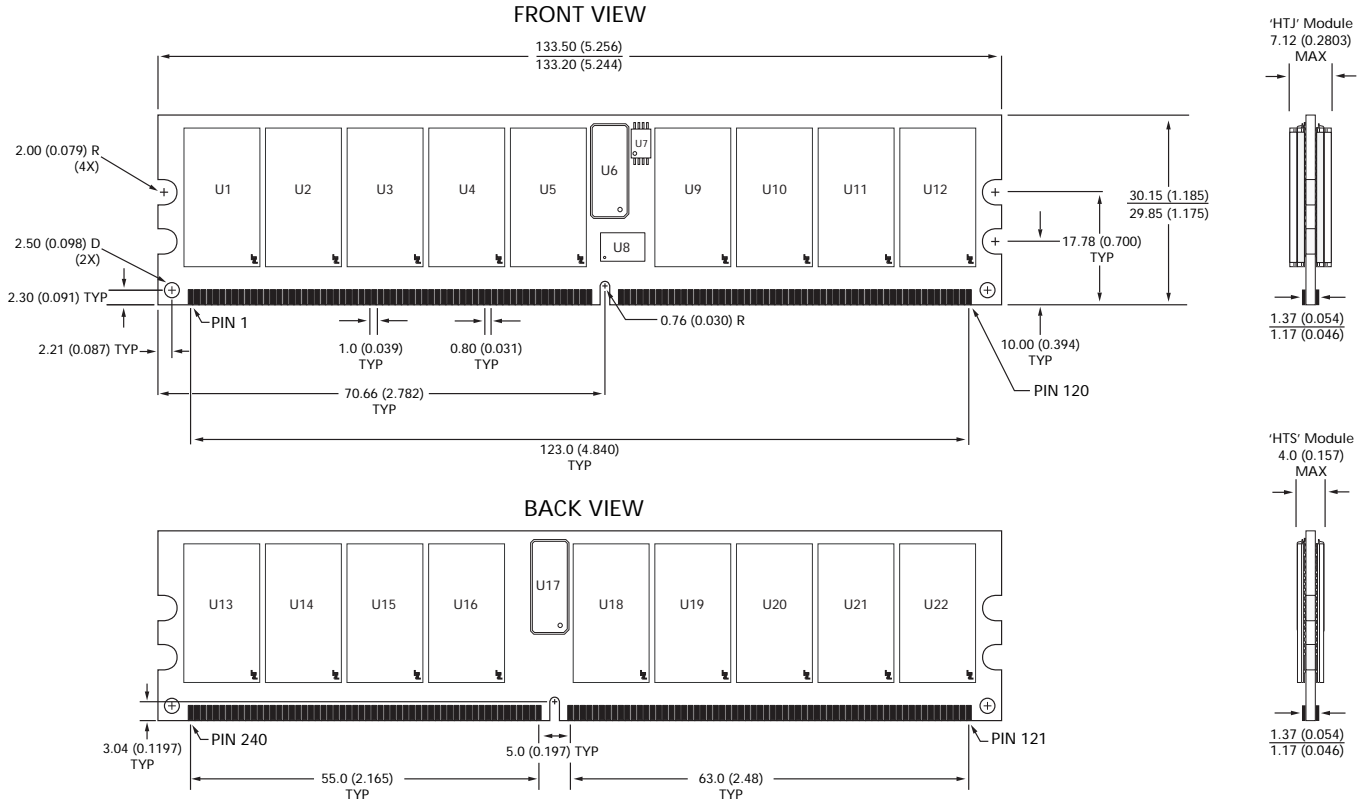 FRONT VIEW
133.50 (5.256)
133.20 (5.244)
2.00 (0.079) R
(4X)
2.50 (0.098) D
(2X)
2.30 (0.091) TYP
2.21 (0.087) TYP
U1
U2
U3
U4
U5
U6
U7
U8
U9
U10
U11
U12
30.15 (1.185)
29.85 (1.175)
17.78 (0.700)
TYP
PIN 1
1.0 (0.039)
TYP
0.80 (0.031)
TYP
0.76 (0.030) R
10.00 (0.394)
TYP
PIN 120
70.66 (2.782)
TYP
123.0 (4.840)
TYP
'HTJ' Module
7.12 (0.2803)
MAX
1.37 (0.054)
1.17 (0.046)
BACK VIEW
U13
U14
U15
U16
U17
U18
U19
U20
U21
U22
3.04 (0.1197)
TYP
PIN 240
5.0 (0.197) TYP
PIN 121
55.0 (2.165)
TYP
63.0 (2.48)
TYP
'HTS' Module
4.0 (0.157)
MAX
1.37 (0.054)
1.17 (0.046)